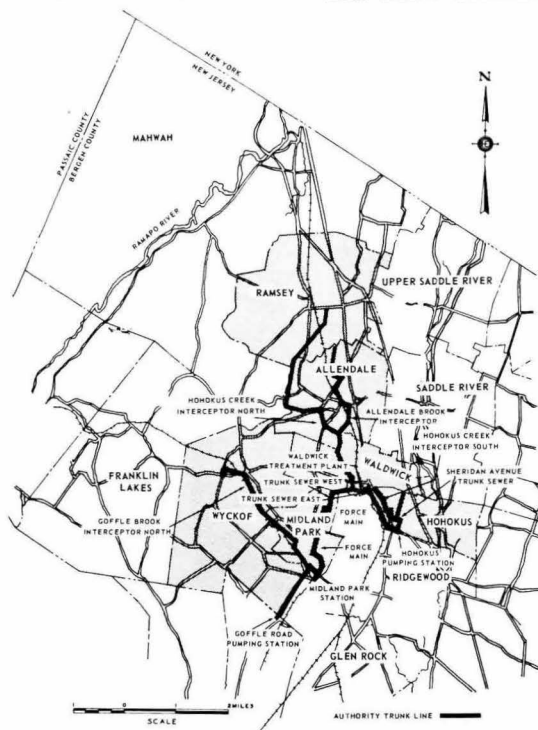 NEW YORK
NEW JERSEY
N
PASSAIC COUNTY
BERGEN COUNTY
MAHWAH
RAMAPO RIVER
RAMSEY
UPPER SADDLE RIVER
ALLENDALE
SADDLE RIVER
HOHOKUS CREEK
INTERCEPTOR NORTH
ALLENDALE BROOK
INTERCEPTOR
HOHOKUS CREEK
INTERCEPTOR SOUTH
WALDWICK
TREATMENT PLANT
WALDWICK
SHERIDAN AVENUE
TRUNK SEWER
FRANKLIN
LAKES
TRUNK SEWER WEST
TRUNK SEWER EAST
WYCKOF
MIDLAND
PARK
FORCE
MAIN
HOHOKUS
GOFFLE BROOK
INTERCEPTOR NORTH
FORCE
MAIN
HOHOKUS
PUMPING STATION
RIDGEWOOD
MIDLAND PARK
STATION
GOFFLE ROAD
PUMPING STATION
GLEN ROCK
0
2 MILES
SCALE
AUTHORITY TRUNK LINE